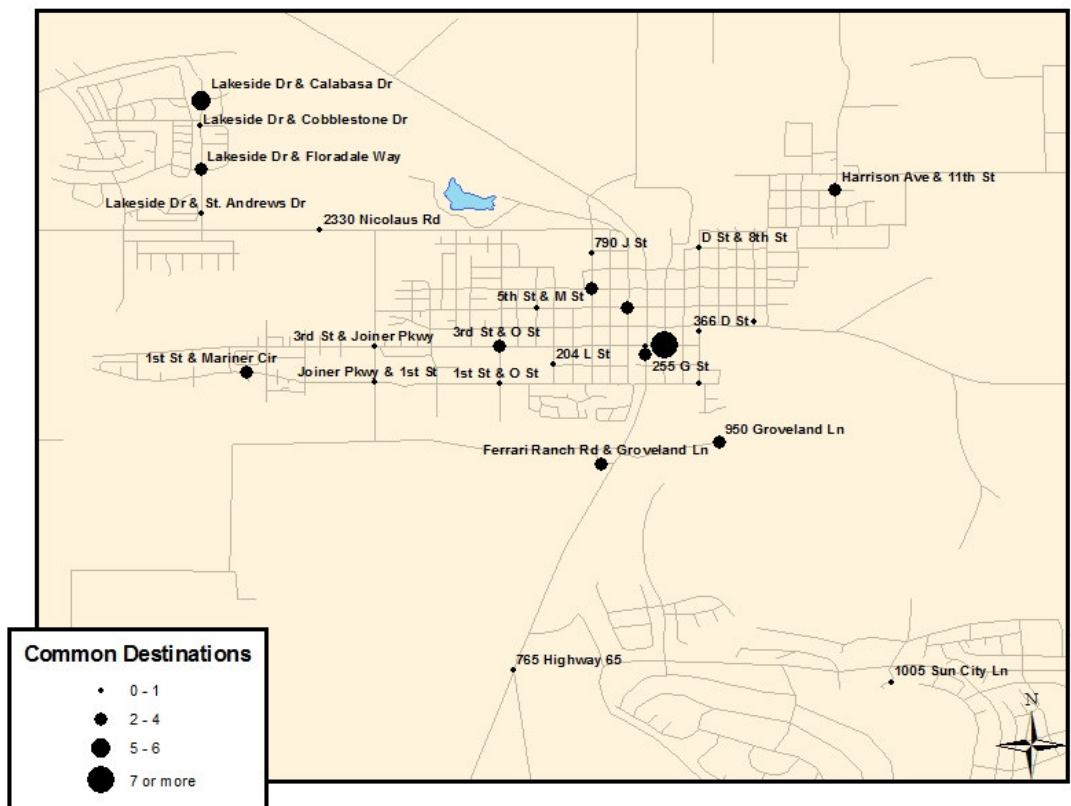 Lakeside Dr & Calabasa Dr
Lakeside Dr & Cobblestone Dr
Lakeside Dr & Floradale Way
Harrison Ave & 11th St
Lakeside Dr & St. Andrews Dr
2330 Nicolaus Rd
790 J St
D St & 8th St
5th St & M St
366 D St
3rd St & Joiner Pkwy
3rd St & O St
1st St & Mariner Cir
204 L St
255 G St
Joiner Pkwy & 1st St
1st St & O St
950 Groveland Ln
Ferrari Ranch Rd & Groveland Ln
765 Highway 65
1005 Sun City Ln
N
Common Destinations
0 - 1
2 - 4
5 - 6
7 or more